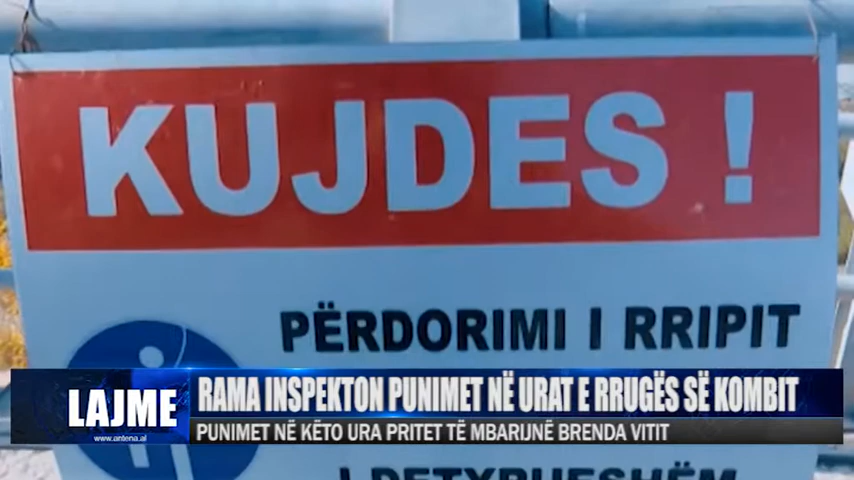 KUJDES !
PËRDORIMI I RRIPIT
LAJME
www.antena.al
RAMA INSPEKTON PUNIMET NË URAT E RRUGËS SË KOMBIT
PUNIMET NË KËTO URA PRITET TË MBARIJNË BRENDA VITIT
I DETYRUESHËM